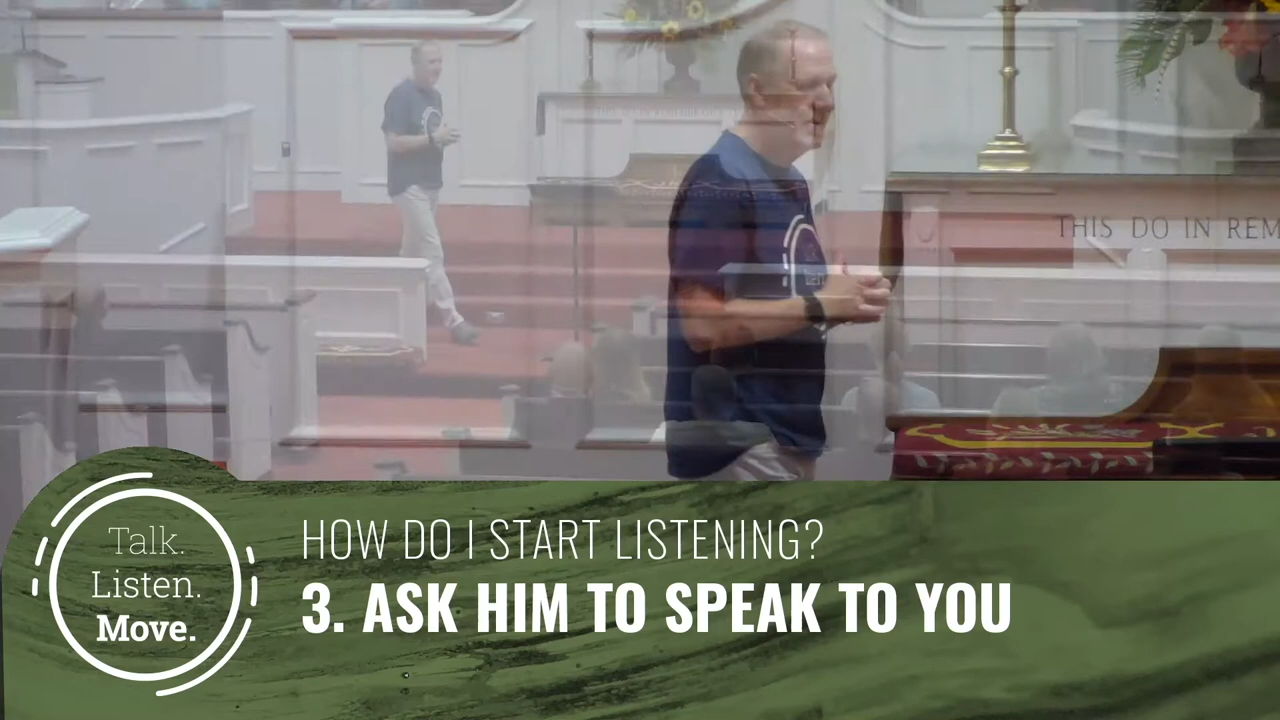 THIS DO IN REM
Talk.
Listen.
Move.
HOW DO I START LISTENING?
3. ASK HIM TO SPEAK TO YOU